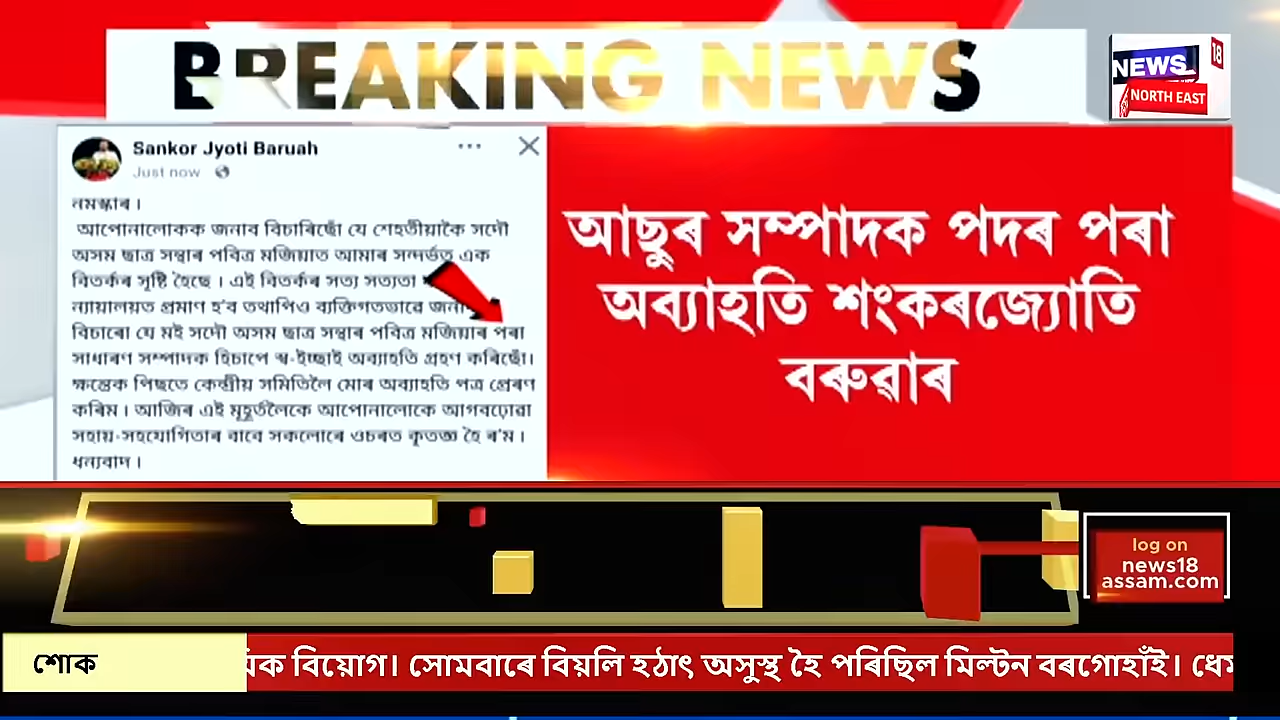 BREAKING NEWS
NEWS 18
NORTH EAST
Sankor Jyoti Baruah
Just now
নমস্কাৰ ।
আপোনালোকক জনাব বিচাৰিছোঁ যে শেহতীয়াকৈ সদৌ
অসম ছাত্ৰ সন্থাৰ পবিত্ৰ মজিয়াত আমাৰ সন্দৰ্ভত এক
বিতৰ্কৰ সৃষ্টি হৈছে । এই বিতৰ্কৰ সত্য সত্যতা
ন্যায়ালয়ত প্ৰমাণ হ'ব তথাপিও ব্যক্তিগতভাৱে
বিচাৰো যে মই সদৌ অসম ছাত্ৰ সন্থাৰ পবিত্ৰ মজিয়াৰ পৰা
সাধাৰণ সম্পাদক হিচাপে স্ব-ইচ্ছাই অব্যাহতি গ্ৰহণ কৰিছোঁ।
ক্ষন্তেক পিছতে কেন্দ্ৰীয় সমিতিলৈ মোৰ অব্যাহতি পত্ৰ প্ৰেৰণ
কৰিম । আজিৰ এই মূহুৰ্তলৈকে আপোনালোকে আগবঢ়োৱা
সহায়-সহযোগিতাৰ বাবে সকলোৰে ওচৰত কৃতজ্ঞ হৈ ৰ'ম ।
ধন্যবাদ ।
আছুৰ সম্পাদক পদৰ পৰা
অব্যাহতি শংকৰজ্যোতি
বৰুৱাৰ
log on
news18
assam.com
শোক
বিয়োগ। সোমবাৰে বিয়লি হঠাৎ অসুস্থ হৈ পৰিছিল মিল্টন বৰগোহাঁই।